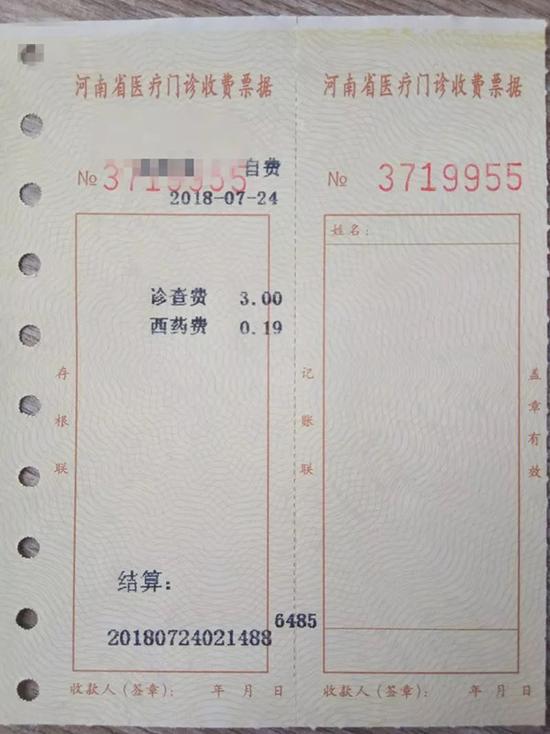 河南省医疗门诊收费票据
自费
№ 3719955
2018-07-24
诊查费 3.00
西药费 0.19
存根联
结算：
20180724021488
6485
收款人（签章）： 年 月 日
河南省医疗门诊收费票据
№ 3719955
姓名：
记账联
盖章有效
收款人（签章）： 年 月 日